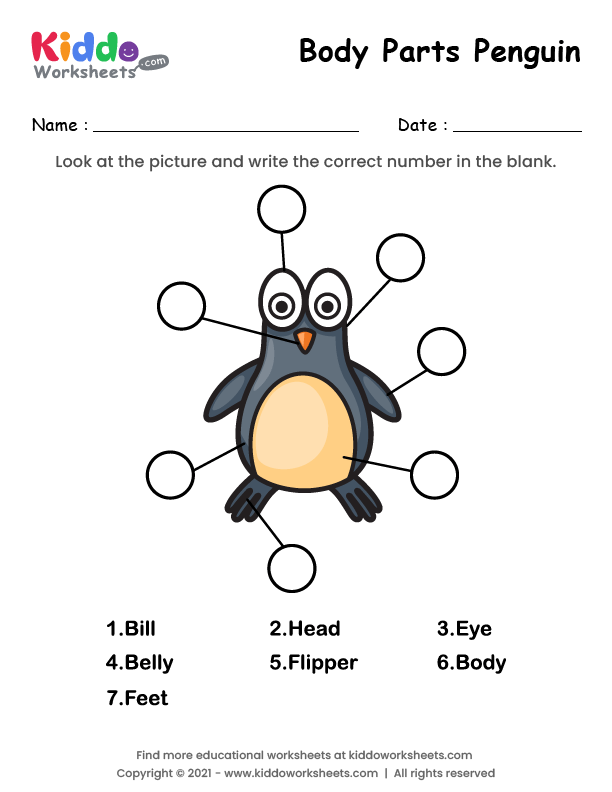 Kiddo
Worksheets.com
Body Parts Penguin
Name : Date :
Look at the picture and write the correct number in the blank.
1.Bill 2.Head 3.Eye
4.Belly 5.Flipper 6.Body
7.Feet
Find more educational worksheets at kiddoworksheets.com
Copyright © 2021 - www.kiddoworksheets.com | All rights reserved